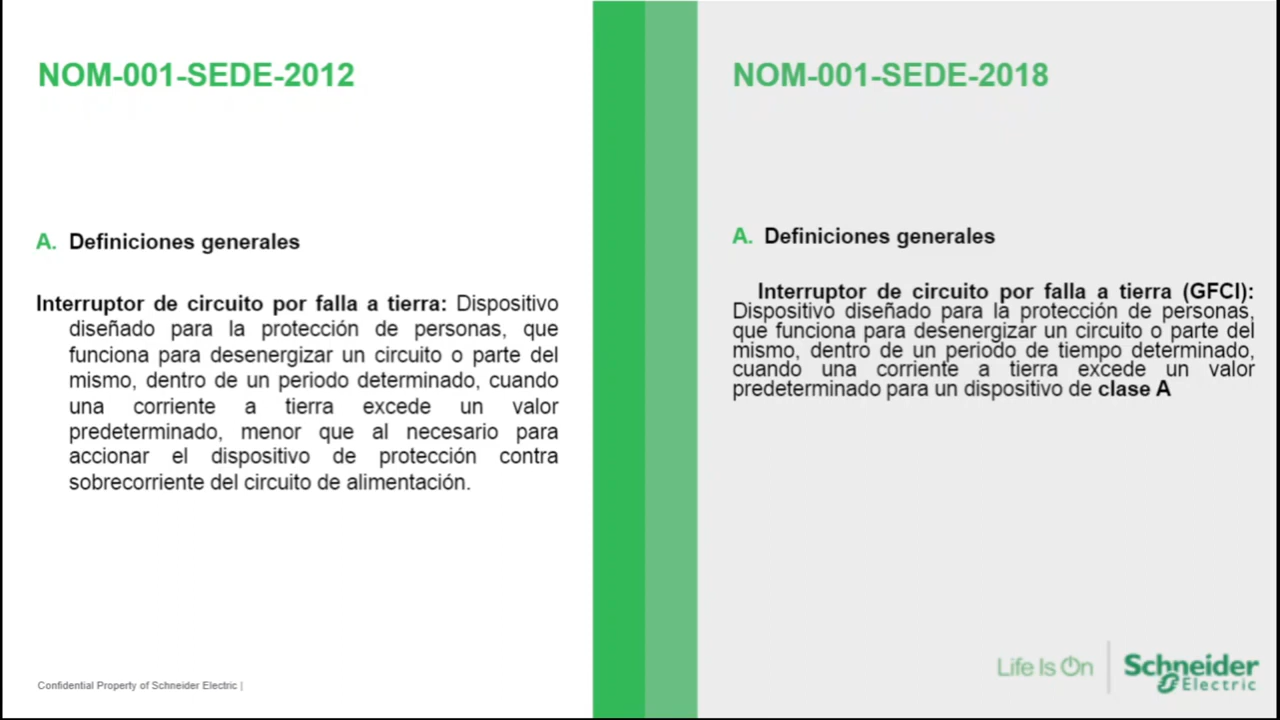 NOM-001-SEDE-2012
A. Definiciones generales
Interruptor de circuito por falla a tierra: Dispositivo
diseñado para la protección de personas, que
funciona para desenergizar un circuito o parte del
mismo, dentro de un periodo determinado, cuando
una corriente a tierra excede un valor
predeterminado, menor que al necesario para
accionar el dispositivo de protección contra
sobrecorriente del circuito de alimentación.
Confidential Property of Schneider Electric |
NOM-001-SEDE-2018
A. Definiciones generales
Interruptor de circuito por falla a tierra (GFCI):
Dispositivo diseñado para la protección de personas,
que funciona para desenergizar un circuito o parte del
mismo, dentro de un periodo de tiempo determinado,
cuando una corriente a tierra excede un valor
predeterminado para un dispositivo de clase A
Life Is On
Schneider
Electric